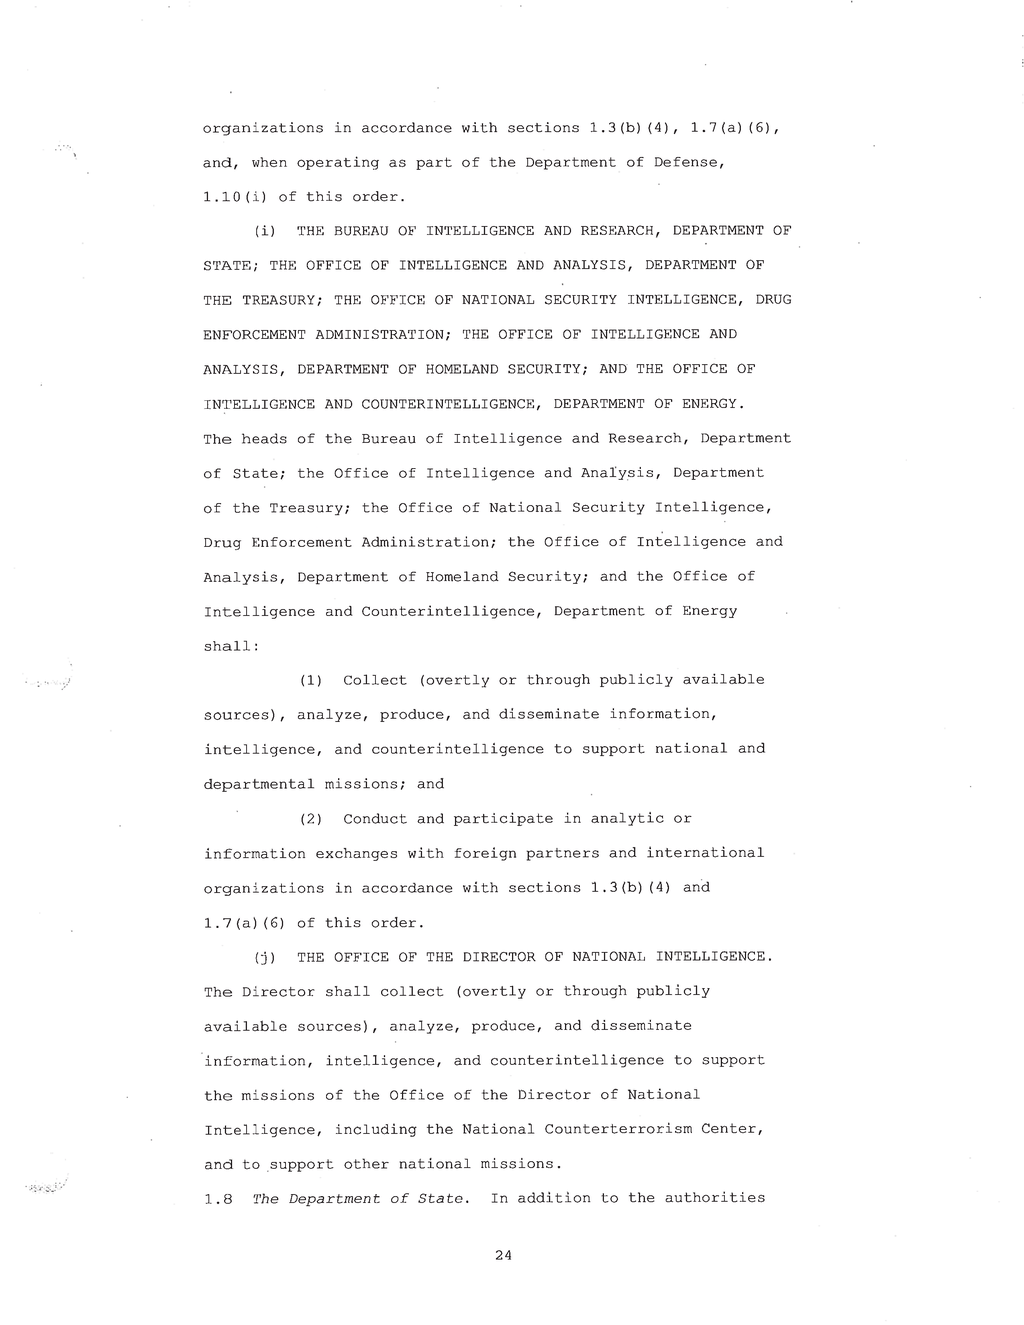 organizations in accordance with sections 1.3(b)(4), 1.7(a)(6),
and, when operating as part of the Department of Defense,
1.10(i) of this order.
(i) THE BUREAU OF INTELLIGENCE AND RESEARCH, DEPARTMENT OF
STATE; THE OFFICE OF INTELLIGENCE AND ANALYSIS, DEPARTMENT OF
THE TREASURY; THE OFFICE OF NATIONAL SECURITY INTELLIGENCE, DRUG
ENFORCEMENT ADMINISTRATION; THE OFFICE OF INTELLIGENCE AND
ANALYSIS, DEPARTMENT OF HOMELAND SECURITY; AND THE OFFICE OF
INTELLIGENCE AND COUNTERINTELLIGENCE, DEPARTMENT OF ENERGY.
The heads of the Bureau of Intelligence and Research, Department
of State; the Office of Intelligence and Analysis, Department
of the Treasury; the Office of National Security Intelligence,
Drug Enforcement Administration; the Office of Intelligence and
Analysis, Department of Homeland Security; and the Office of
Intelligence and Counterintelligence, Department of Energy
shall:
(1) Collect (overtly or through publicly available
sources), analyze, produce, and disseminate information,
intelligence, and counterintelligence to support national and
departmental missions; and
(2) Conduct and participate in analytic or
information exchanges with foreign partners and international
organizations in accordance with sections 1.3(b)(4) and
1.7(a)(6) of this order.
(j) THE OFFICE OF THE DIRECTOR OF NATIONAL INTELLIGENCE.
The Director shall collect (overtly or through publicly
available sources), analyze, produce, and disseminate
information, intelligence, and counterintelligence to support
the missions of the Office of the Director of National
Intelligence, including the National Counterterrorism Center,
and to support other national missions.
1.8 The Department of State. In addition to the authorities
24